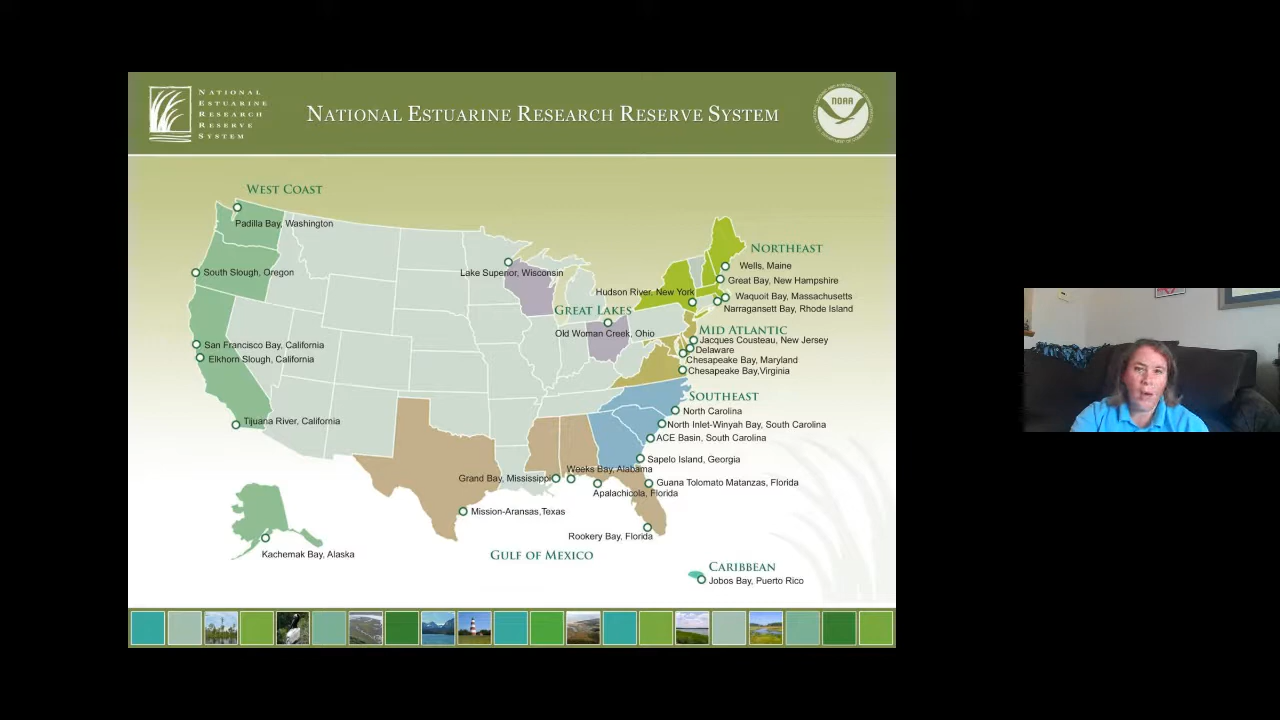 NATIONAL
ESTUARINE
RESEARCH
RESERVE
SYSTEM
NATIONAL ESTUARINE RESEARCH RESERVE SYSTEM
NOAA
WEST COAST
Padilla Bay, Washington
South Slough, Oregon
San Francisco Bay, California
Elkhorn Slough, California
Tijuana River, California
Kachemak Bay, Alaska
Lake Superior, Wisconsin
GREAT LAKES
Old Woman Creek, Ohio
Hudson River, New York
NORTHEAST
Wells, Maine
Great Bay, New Hampshire
Waquoit Bay, Massachusetts
Narragansett Bay, Rhode Island
MID ATLANTIC
Jacques Cousteau, New Jersey
Delaware
Chesapeake Bay, Maryland
Chesapeake Bay,Virginia
SOUTHEAST
North Carolina
North Inlet-Winyah Bay, South Carolina
ACE Basin, South Carolina
Sapelo Island, Georgia
Guana Tolomato Matanzas, Florida
Weeks Bay, Alabama
Grand Bay, Mississippi
Apalachicola, Florida
Mission-Aransas,Texas
Rookery Bay, Florida
GULF OF MEXICO
CARIBBEAN
Jobos Bay, Puerto Rico